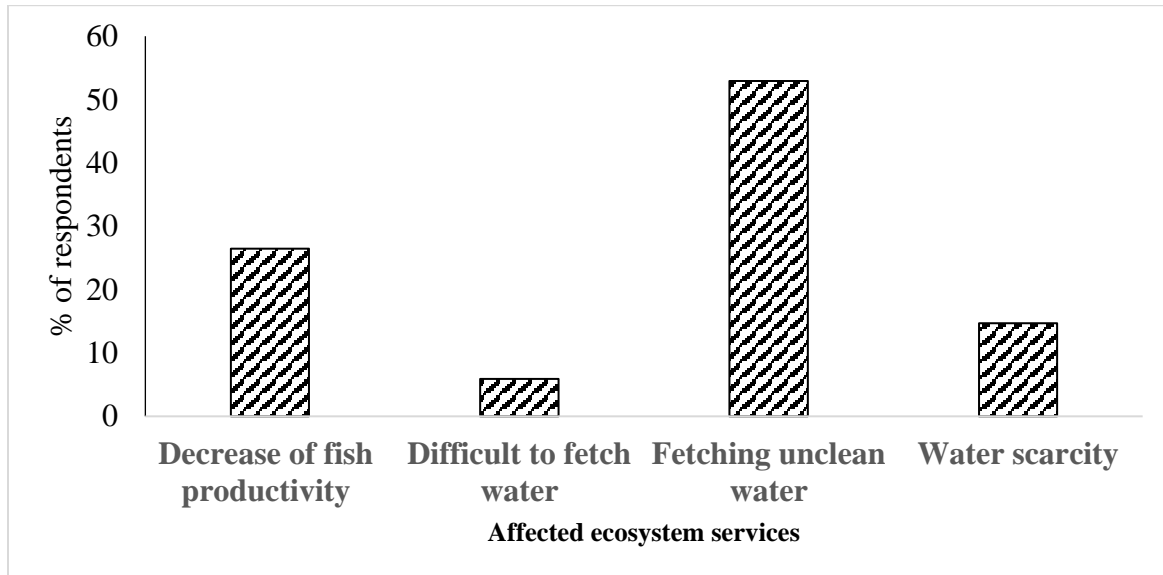 % of respondents
60
50
40
30
20
10
0
Decrease of fish
productivity
Difficult to fetch
water
Fetching unclean
water
Water scarcity
Affected ecosystem services